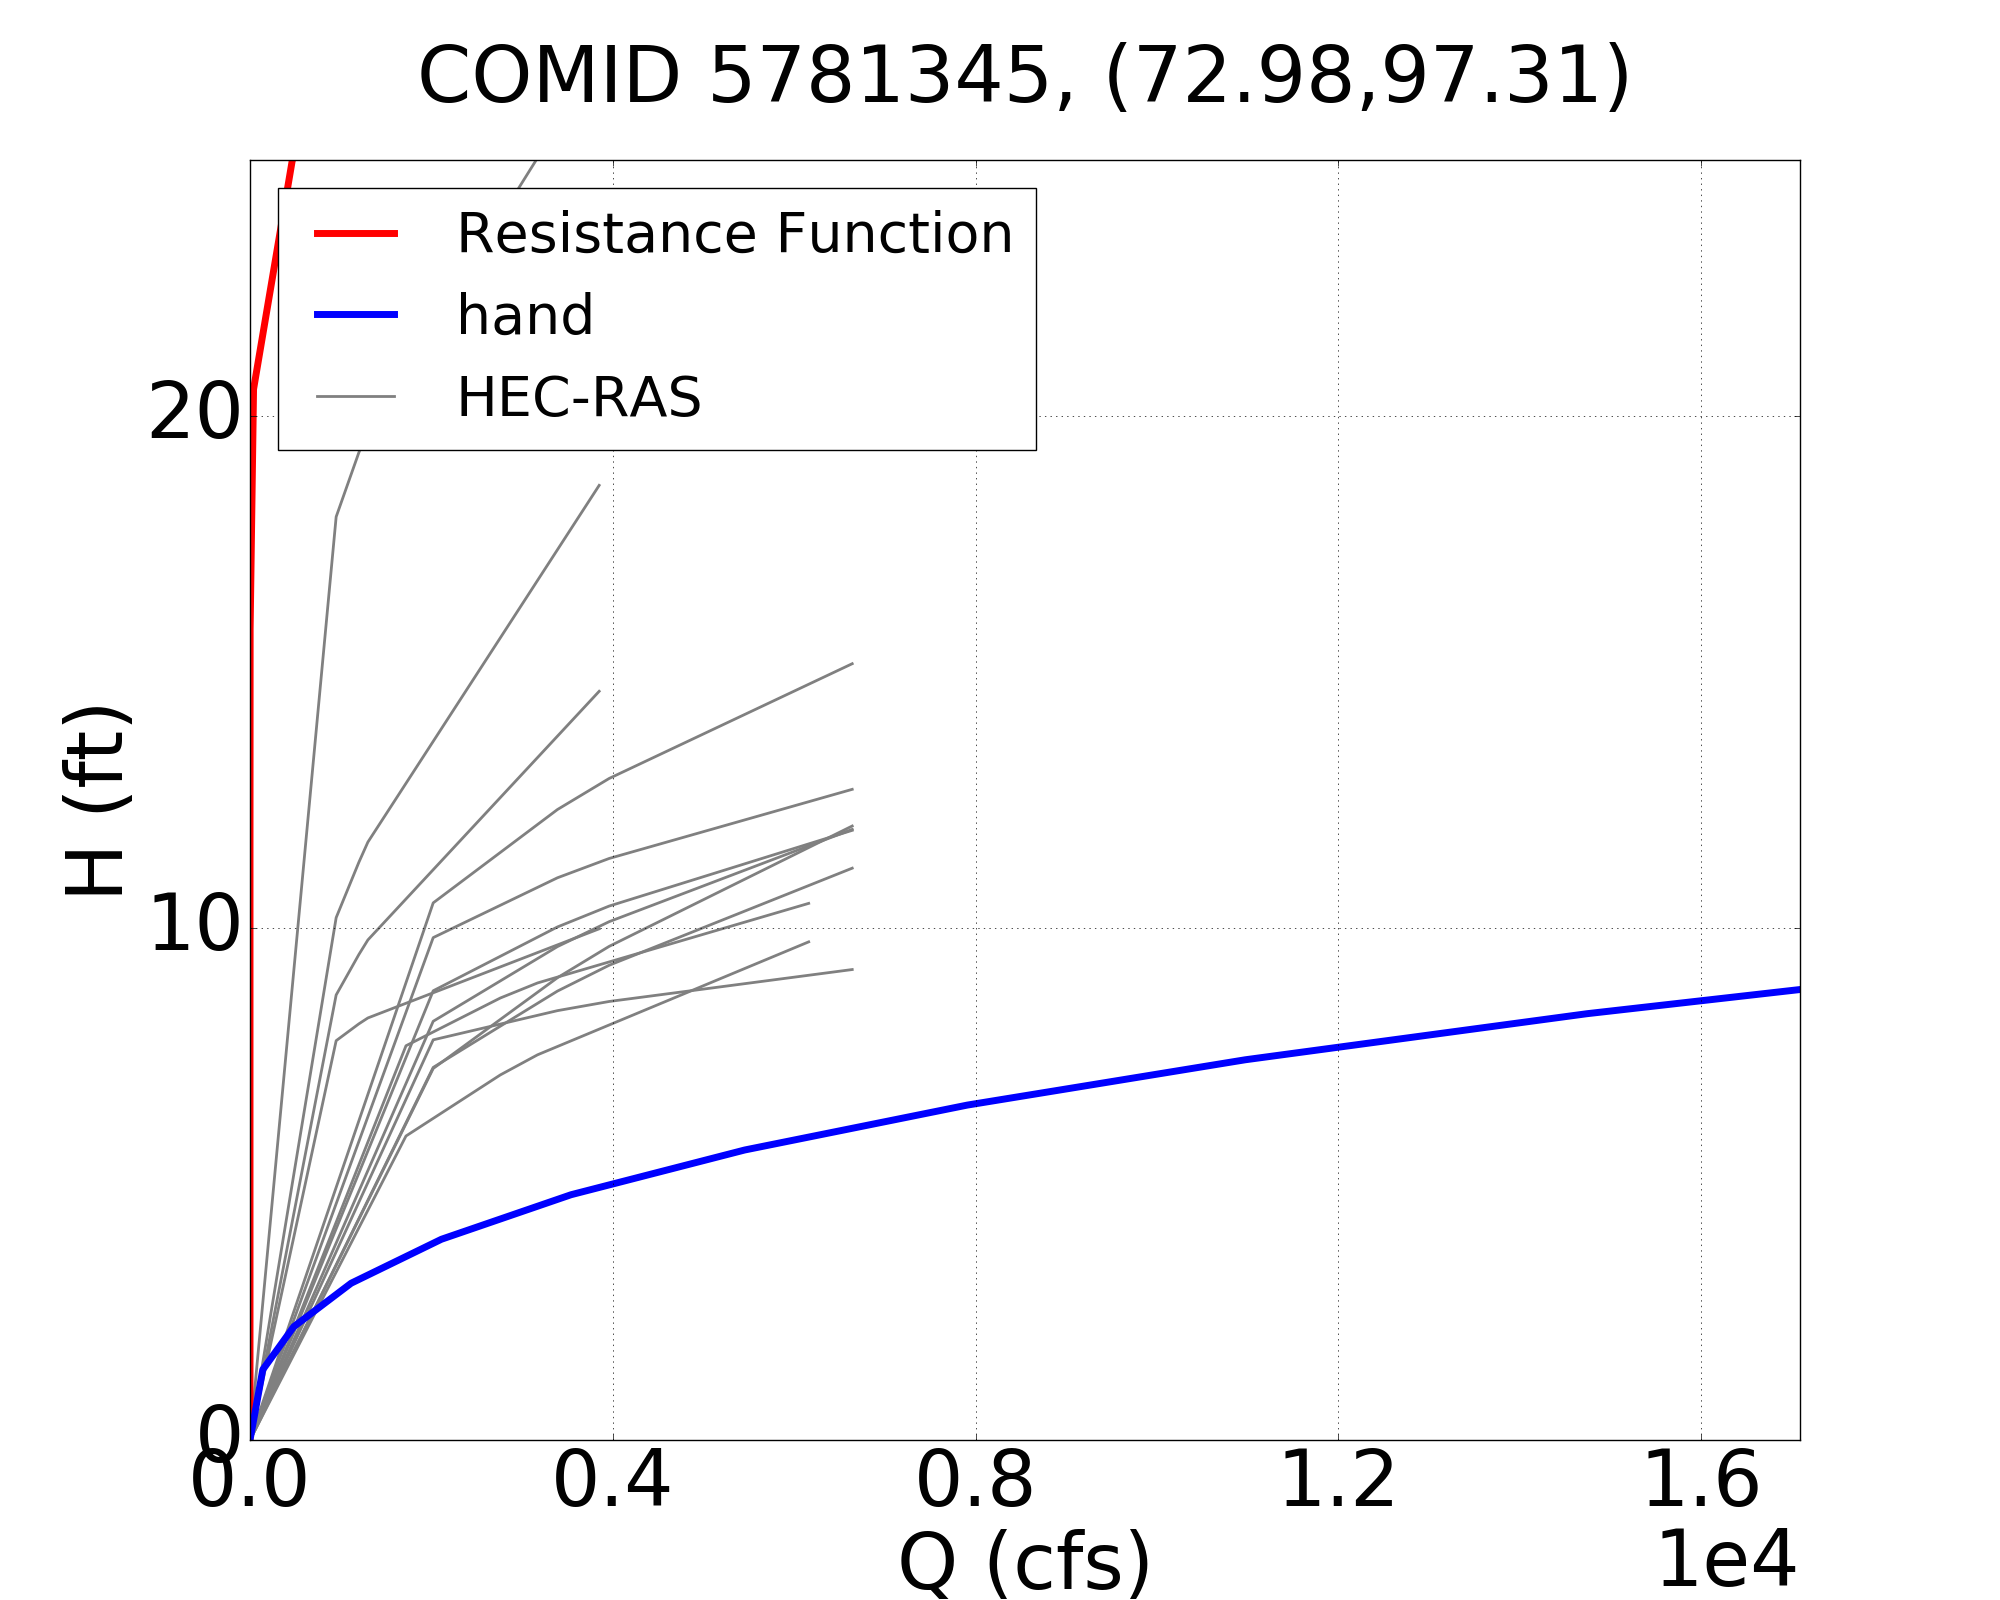 COMID 5781345, (72.98,97.31)
Resistance Function
hand
HEC-RAS
20
10
0
H (ft)
0.0 0.4 0.8 1.2 1.6
1e4
Q (cfs)